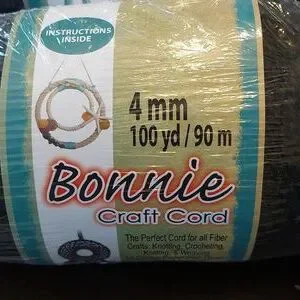 INSTRUCTIONS
INSIDE
4 mm
100 yd / 90 m
Bonnie
Craft Cord
The Perfect Cord for all Fiber
Crafts: Knotting, Crocheting,
Knitting, & Weaving